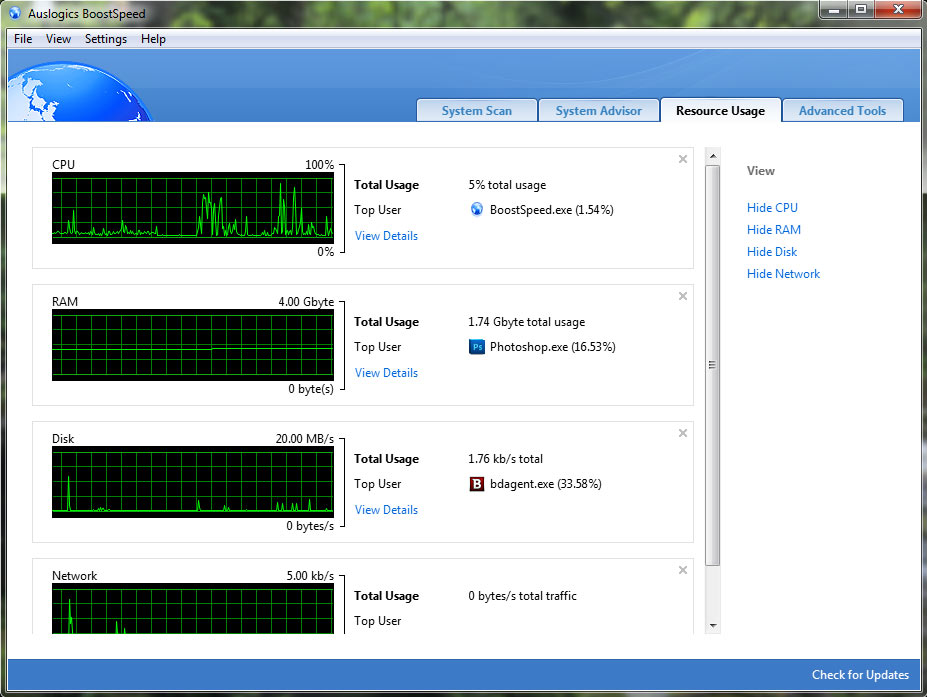 Auslogics BoostSpeed
File View Settings Help
System Scan System Advisor Resource Usage Advanced Tools
CPU 100%
Total Usage 5% total usage
Top User BoostSpeed.exe (1.54%)
View Details
0%
RAM 4.00 Gbyte
Total Usage 1.74 Gbyte total usage
Top User Ps Photoshop.exe (16.53%)
View Details
0 byte(s)
Disk 20.00 MB/s
Total Usage 1.76 kb/s total
Top User B bdagent.exe (33.58%)
View Details
0 bytes/s
Network 5.00 kb/s
Total Usage 0 bytes/s total traffic
Top User
View
Hide CPU
Hide RAM
Hide Disk
Hide Network
Check for Updates